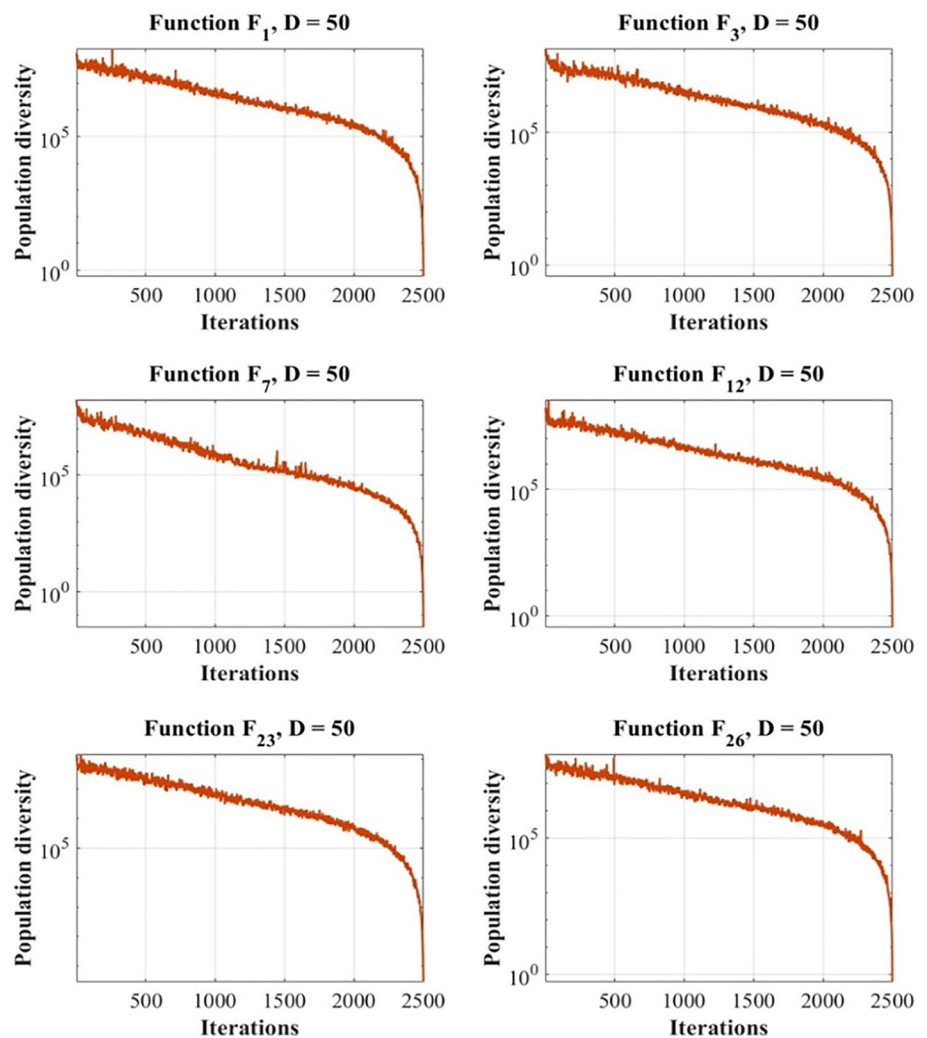 Function F1, D = 50
Population diversity
10^5
10^0
500 1000 1500 2000 2500
Iterations
Function F3, D = 50
Population diversity
10^5
10^0
500 1000 1500 2000 2500
Iterations
Function F7, D = 50
Population diversity
10^5
10^0
500 1000 1500 2000 2500
Iterations
Function F12, D = 50
Population diversity
10^5
10^0
500 1000 1500 2000 2500
Iterations
Function F23, D = 50
Population diversity
10^5
500 1000 1500 2000 2500
Iterations
Function F26, D = 50
Population diversity
10^5
10^0
500 1000 1500 2000 2500
Iterations